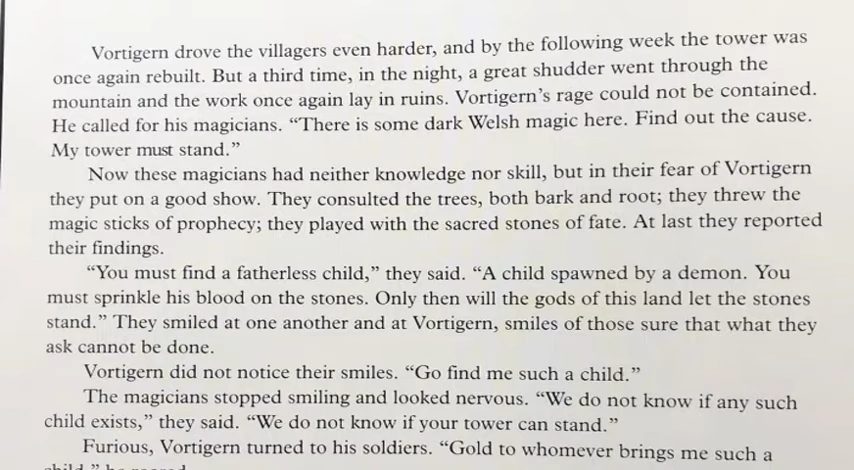 Vortigern drove the villagers even harder, and by the following week the tower was
once again rebuilt. But a third time, in the night, a great shudder went through the
mountain and the work once again lay in ruins. Vortigern's rage could not be contained.
He called for his magicians. “There is some dark Welsh magic here. Find out the cause.
My tower must stand.”
Now these magicians had neither knowledge nor skill, but in their fear of Vortigern
they put on a good show. They consulted the trees, both bark and root; they threw the
magic sticks of prophecy; they played with the sacred stones of fate. At last they reported
their findings.
“You must find a fatherless child,” they said. “A child spawned by a demon. You
must sprinkle his blood on the stones. Only then will the gods of this land let the stones
stand.” They smiled at one another and at Vortigern, smiles of those sure that what they
ask cannot be done.
Vortigern did not notice their smiles. “Go find me such a child.”
The magicians stopped smiling and looked nervous. “We do not know if any such
child exists,” they said. “We do not know if your tower can stand.”
Furious, Vortigern turned to his soldiers. “Gold to whomever brings me such a